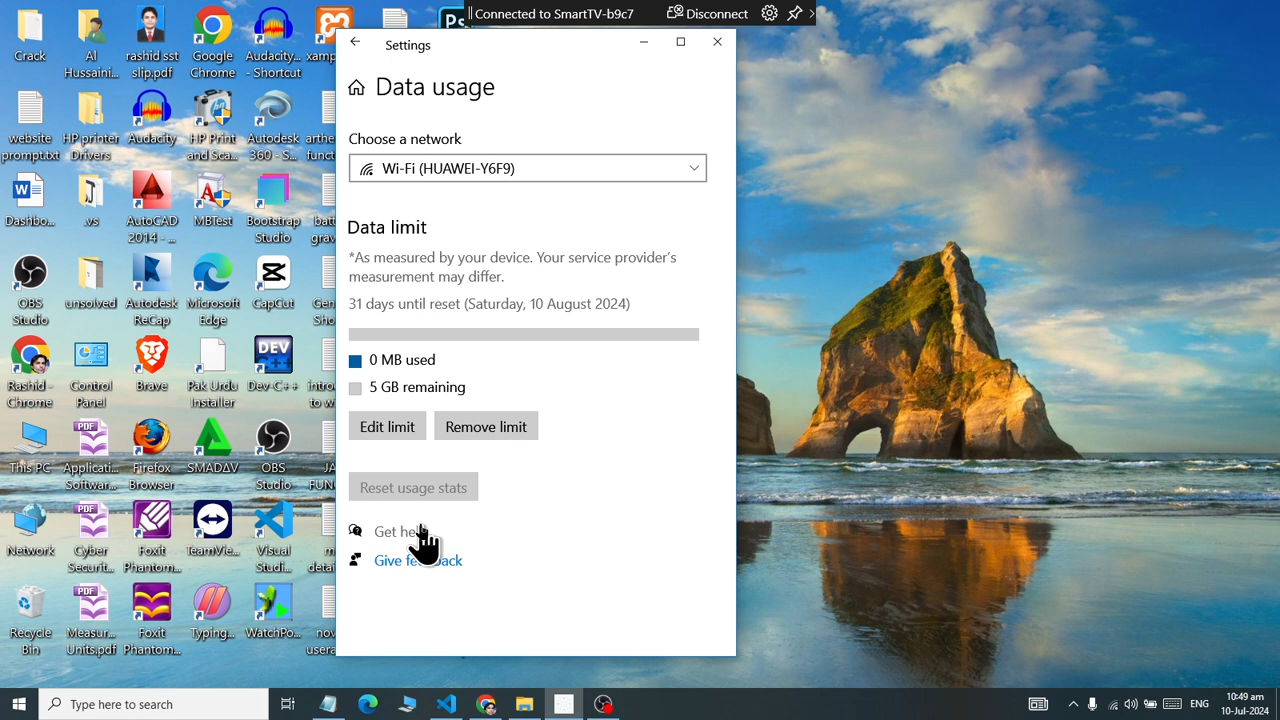 Connected to SmartTV-b9c7
Disconnect
Crack
Al Hussaini...
rashid sst slip.pdf
Google Chrome
Audacity... - Shortcut
website prompt.txt
HP printer Drivers
Audacity
HP Print and Sca...
Autodesk 360 - S...
Dashbo...
.vs
AutoCAD 2014 - ...
MBTest
Bootstrap Studio
OBS Studio
unsolved
Autodesk ReCap
Microsoft Edge
CapCut
Rashid - Chrome
Control Panel
Brave
Pak Urdu Installer
Dev-C++
This PC
Applicati... Softwar...
Firefox Browser
SMADΔV
OBS Studio
Network
Cyber Securit...
Foxit Phantom...
TeamVie...
Visual Studi...
Recycle Bin
Measur... Units.pdf
Foxit Phantom...
Typing...
WatchPo...
Settings
Data usage
Choose a network
Wi-Fi (HUAWEI-Y6F9)
Data limit
*As measured by your device. Your service provider's
measurement may differ.
31 days until reset (Saturday, 10 August 2024)
0 MB used
5 GB remaining
Edit limit
Remove limit
Reset usage stats
Get help
Give feedback
Type here to search
ENG
10:49 am
10-Jul-2024